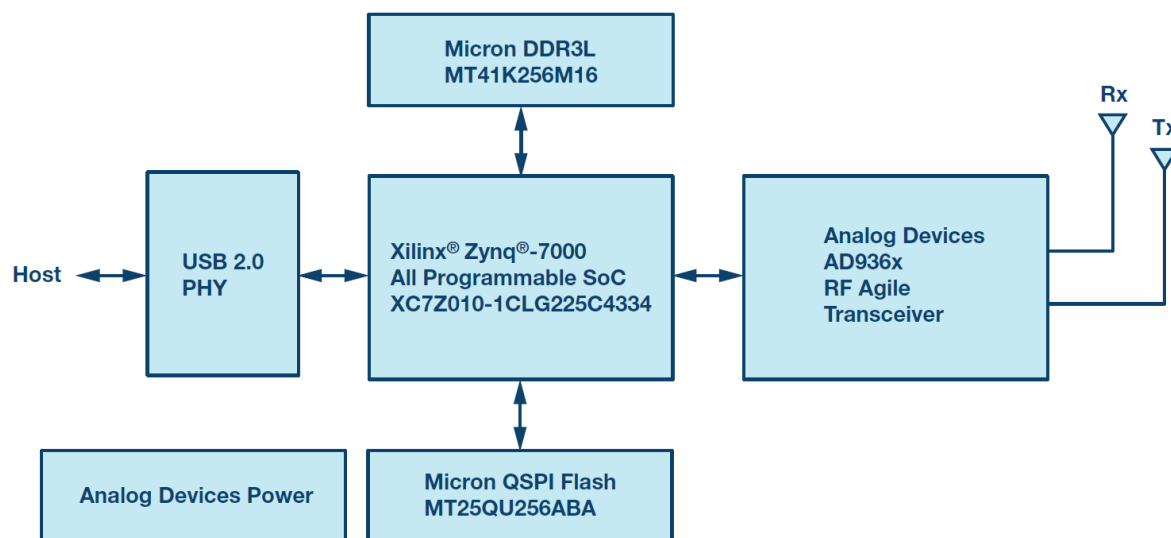 Micron DDR3L
MT41K256M16
Rx
Tx
Host
USB 2.0
PHY
Xilinx® Zynq®-7000
All Programmable SoC
XC7Z010-1CLG225C4334
Analog Devices
AD936x
RF Agile
Transceiver
Analog Devices Power
Micron QSPI Flash
MT25QU256ABA